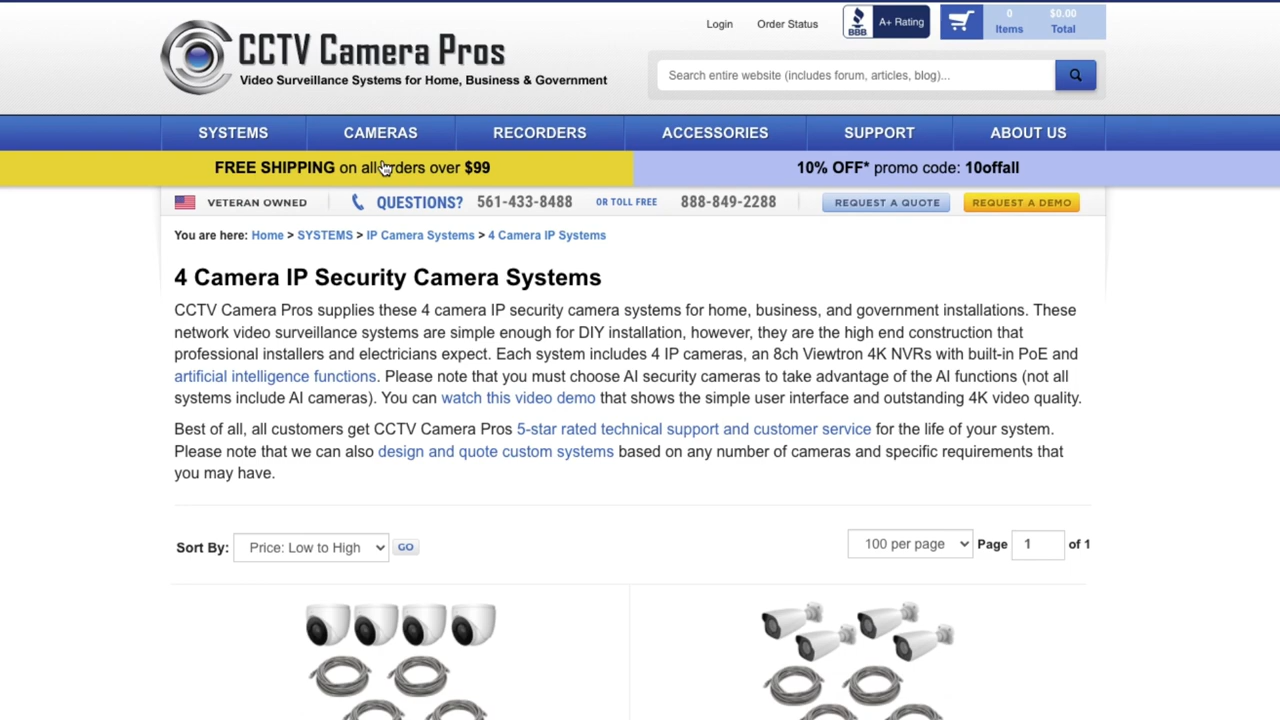 Login
Order Status
BBB
A+ Rating
0
Items
$0.00
Total
CCTV Camera Pros
Video Surveillance Systems for Home, Business & Government
Search entire website (includes forum, articles, blog)...
SYSTEMS
CAMERAS
RECORDERS
ACCESSORIES
SUPPORT
ABOUT US
FREE SHIPPING on all orders over $99
10% OFF* promo code: 10offall
VETERAN OWNED
QUESTIONS? 561-433-8488 OR TOLL FREE 888-849-2288
REQUEST A QUOTE
REQUEST A DEMO
You are here: Home > SYSTEMS > IP Camera Systems > 4 Camera IP Systems
4 Camera IP Security Camera Systems
CCTV Camera Pros supplies these 4 camera IP security camera systems for home, business, and government installations. These
network video surveillance systems are simple enough for DIY installation, however, they are the high end construction that
professional installers and electricians expect. Each system includes 4 IP cameras, an 8ch Viewtron 4K NVRs with built-in PoE and
artificial intelligence functions. Please note that you must choose AI security cameras to take advantage of the AI functions (not all
systems include AI cameras). You can watch this video demo that shows the simple user interface and outstanding 4K video quality.
Best of all, all customers get CCTV Camera Pros 5-star rated technical support and customer service for the life of your system.
Please note that we can also design and quote custom systems based on any number of cameras and specific requirements that
you may have.
Sort By: Price: Low to High GO
100 per page Page 1 of 1